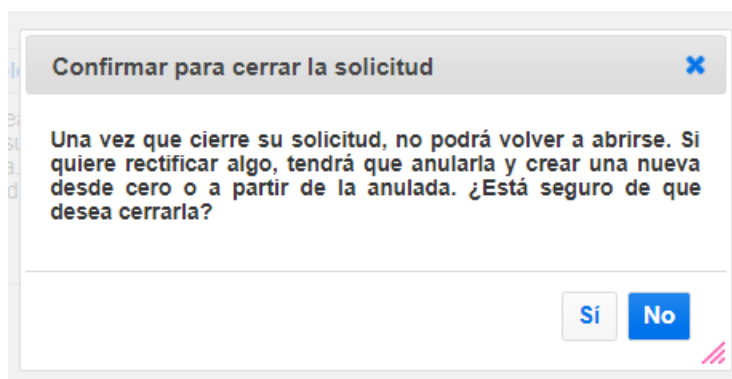 Confirmar para cerrar la solicitud
Una vez que cierre su solicitud, no podrá volver a abrirse. Si
quiere rectificar algo, tendrá que anularla y crear una nueva
desde cero o a partir de la anulada. ¿Está seguro de que
desea cerrarla?
Sí No